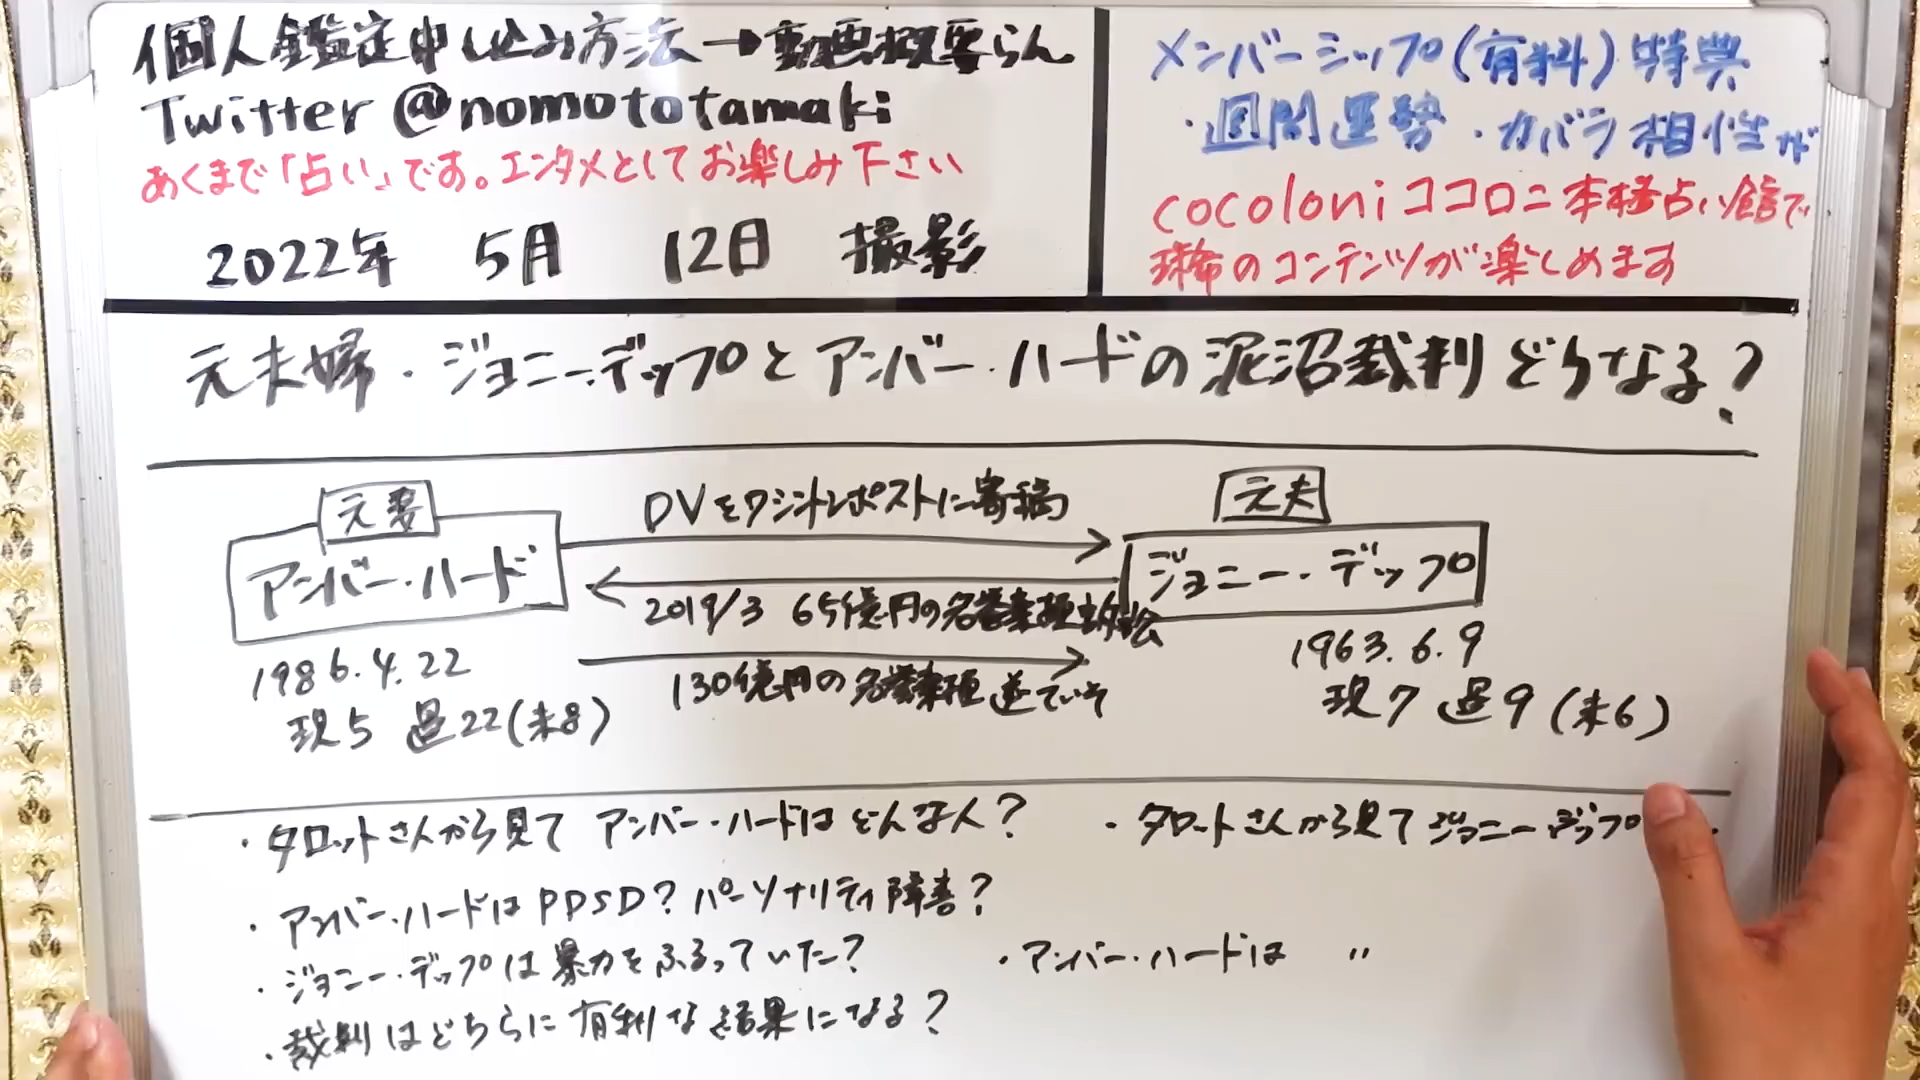 個人鑑定申し込み方法→動画概要らん
Twitter @nomototamaki
あくまで「占い」です。エンタメとしてお楽しみ下さい
2022年 5月 12日 撮影
メンバーシップ(有料)特典
・週間運勢 ・カバラ相性が
cocoloniココロニ本格占い館で
珠希のコンテンツが楽しめます
元夫婦・ジョニー・デップとアンバー・ハードの泥沼裁判どうなる?
元妻
アンバー・ハード
1986.4.22
現5 過22(未8)
DVをワシントンポストに寄稿
2019/3 65億円の名誉棄損訴訟
130億円の名誉棄損逆ていそ
元夫
ジョニー・デップ
1963.6.9
現7 過9(未6)
・タロットさんから見て アンバー・ハードはどんな人?
・タロットさんから見て ジョニー・デップ
・アンバー・ハードはPDSD?パーソナリティ障害?
・ジョニー・デップは暴力をふるっていた?
・アンバー・ハードは 〃
・裁判はどちらに有利な結果になる?